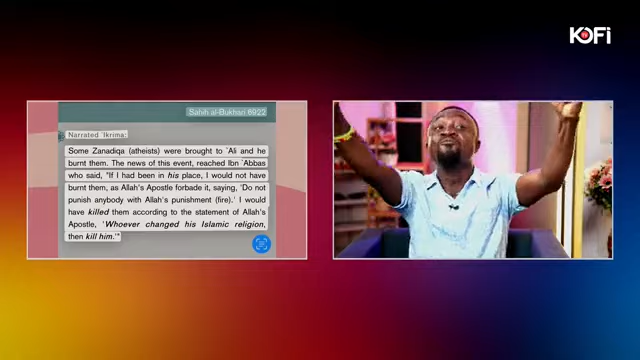 KOFi
TV
Sahih al-Bukhari 6922
Narrated `Ikrima:
Some Zanadiqa (atheists) were brought to `Ali and he
burnt them. The news of this event, reached Ibn `Abbas
who said, "If I had been in his place, I would not have
burnt them, as Allah's Apostle forbade it, saying, 'Do not
punish anybody with Allah's punishment (fire).' I would
have killed them according to the statement of Allah's
Apostle, 'Whoever changed his Islamic religion,
then kill him.'"